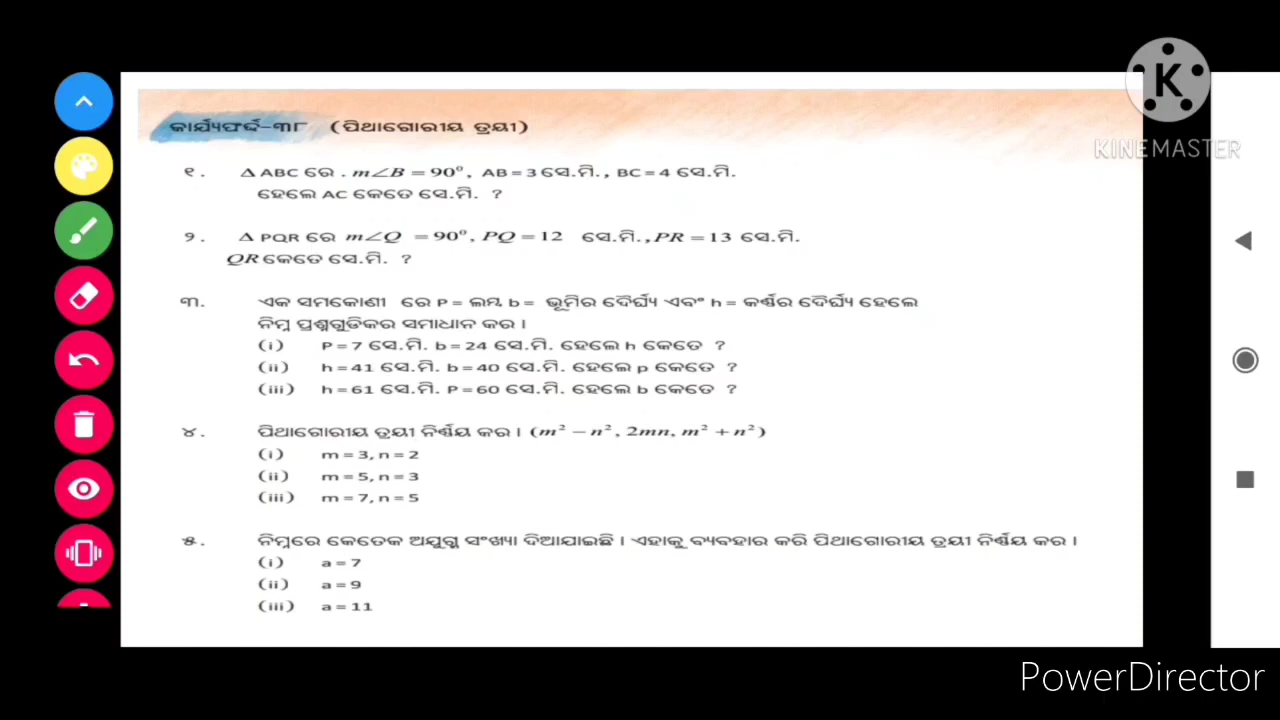 କାର୍ଯ୍ୟଫର୍ଦ୍ଦ-୩୮ (ପିଥାଗୋରୀୟ ତ୍ରୟୀ)
K
KINEMASTER
୧. Δ ABC ରେ . m∠B = 90⁰, AB = 3 ସେ.ମି., BC = 4 ସେ.ମି.
ହେଲେ AC କେତେ ସେ.ମି. ?
୨. Δ PQR ରେ m∠Q = 90⁰, PQ = 12 ସେ.ମି., PR = 13 ସେ.ମି.
QR କେତେ ସେ.ମି. ?
୩. ଏକ ସମକୋଣୀ ରେ P = ଲମ୍ବ b = ଭୂମିର ଦୈର୍ଘ୍ୟ ଏବଂ h = କର୍ଣ୍ଣର ଦୈର୍ଘ୍ୟ ହେଲେ
ନିମ୍ନ ପ୍ରଶ୍ନଗୁଡିକର ସମାଧାନ କର ।
(i) P = 7 ସେ.ମି. b = 24 ସେ.ମି. ହେଲେ h କେତେ ?
(ii) h = 41 ସେ.ମି. b = 40 ସେ.ମି. ହେଲେ p କେତେ ?
(iii) h = 61 ସେ.ମି. P = 60 ସେ.ମି. ହେଲେ b କେତେ ?
୪. ପିଥାଗୋରୀୟ ତ୍ରୟୀ ନିର୍ଣ୍ଣୟ କର । (m² − n², 2mn, m² + n²)
(i) m = 3, n = 2
(ii) m = 5, n = 3
(iii) m = 7, n = 5
୫. ନିମ୍ନରେ କେତେକ ଅଯୁଗ୍ମ ସଂଖ୍ୟା ଦିଆଯାଇଛି । ଏହାକୁ ବ୍ୟବହାର କରି ପିଥାଗୋରୀୟ ତ୍ରୟୀ ନିର୍ଣ୍ଣୟ କର ।
(i) a = 7
(ii) a = 9
(iii) a = 11
PowerDirector